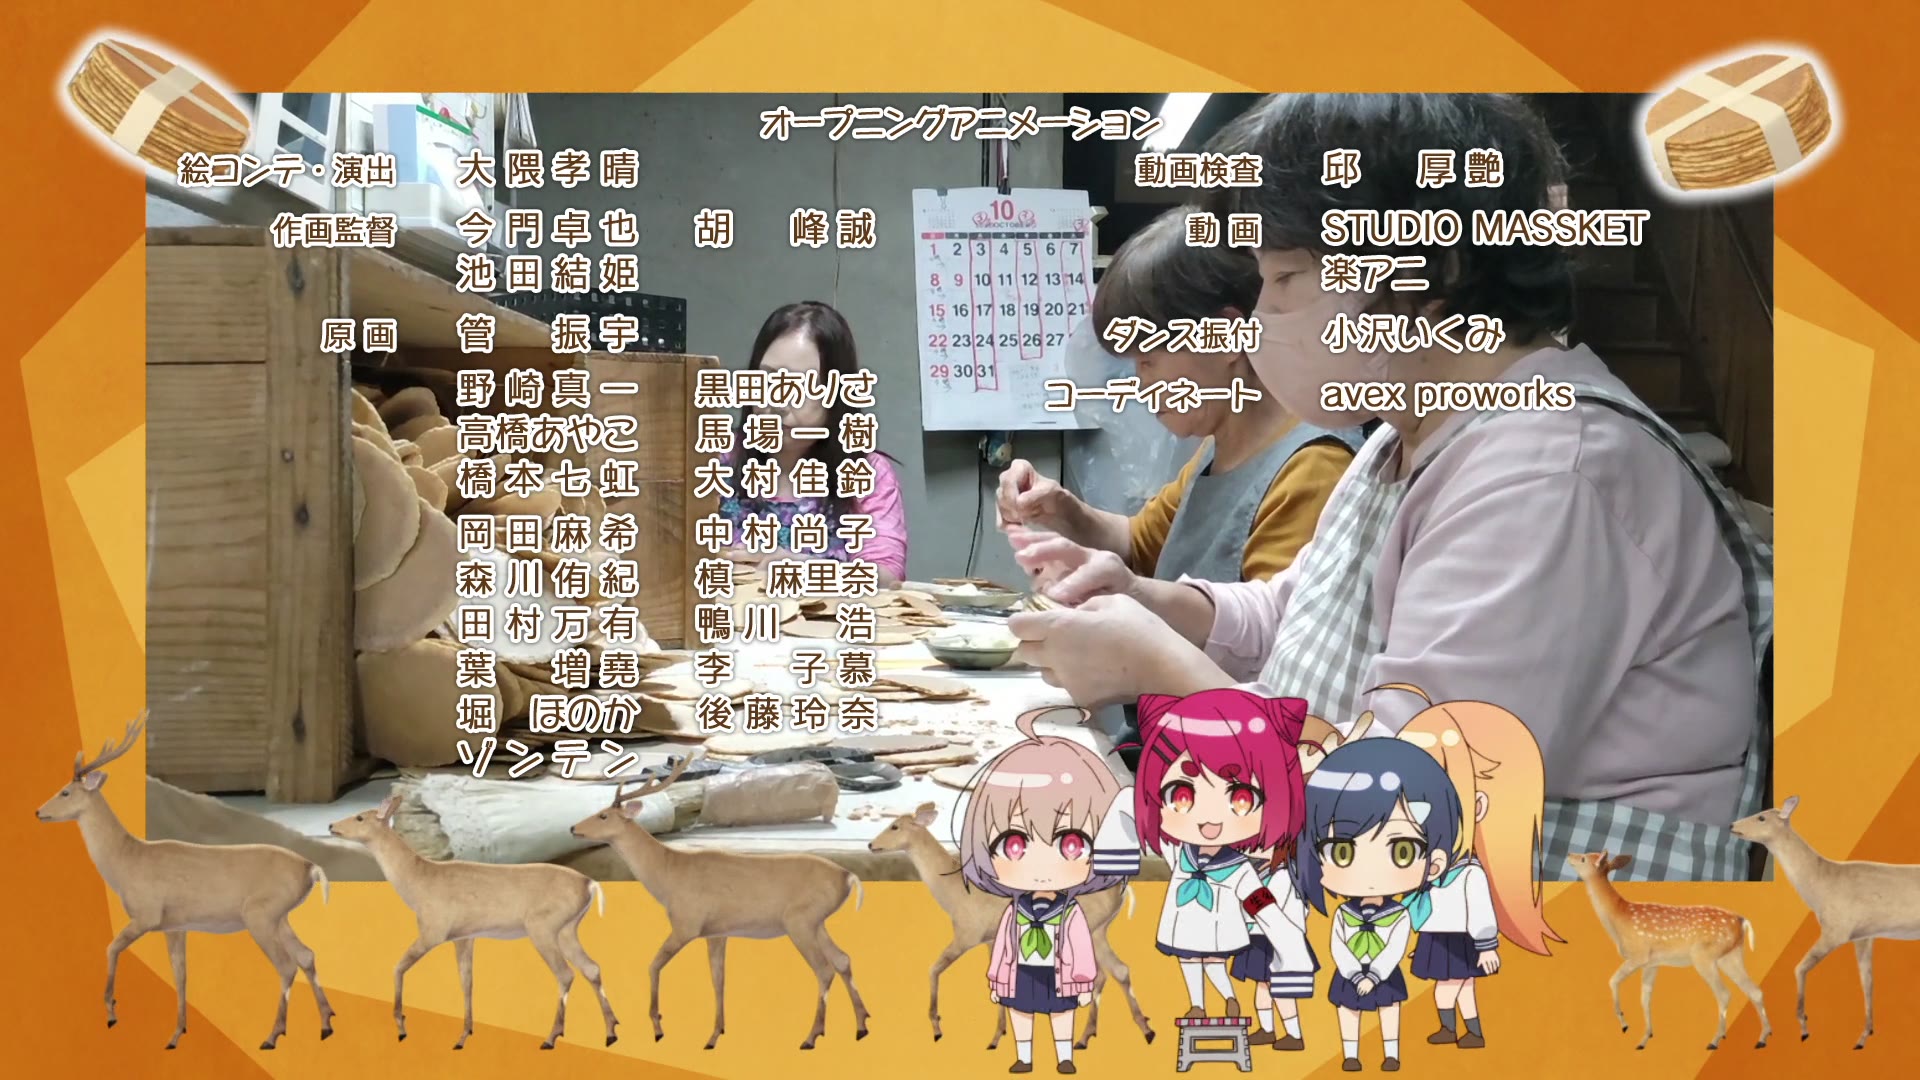 オープニングアニメーション
絵コンテ・演出 大隈孝晴
作画監督 今門卓也 胡 峰誠
池田結姫
原画 管 振宇
野崎真一 黒田ありさ
高橋あやこ 馬場一樹
橋本七虹 大村佳鈴
岡田麻希 中村尚子
森川侑紀 槙 麻里奈
田村万有 鴨川 浩
葉 増堯 李 子慕
堀 ほのか 後藤玲奈
ゾンテン
動画検査 邱 厚艶
動画 STUDIO MASSKET
楽アニ
ダンス振付 小沢いくみ
コーディネート avex proworks
10
OCTOBER
1 2 3 4 5 6 7
8 9 10 11 12 13 14
15 16 17 18 19 20 21
22 23 24 25 26 27
29 30 31